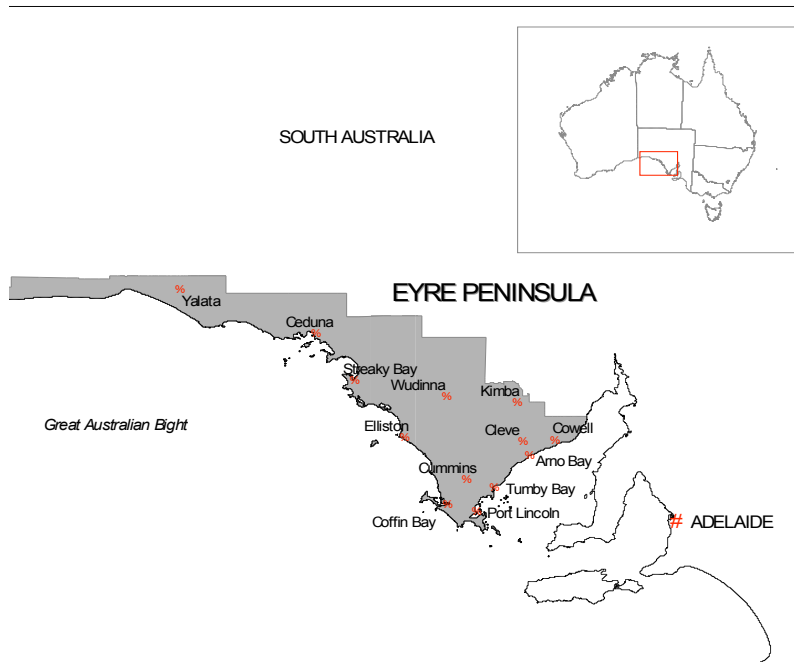 SOUTH AUSTRALIA
EYRE PENINSULA
% Yalata
Ceduna %
Streaky Bay %
Wudinna %
Kimba %
Great Australian Bight
Elliston %
Cleve %
Cowell %
% Arno Bay
Cummins %
% Tumby Bay
Coffin Bay %
% Port Lincoln
# ADELAIDE